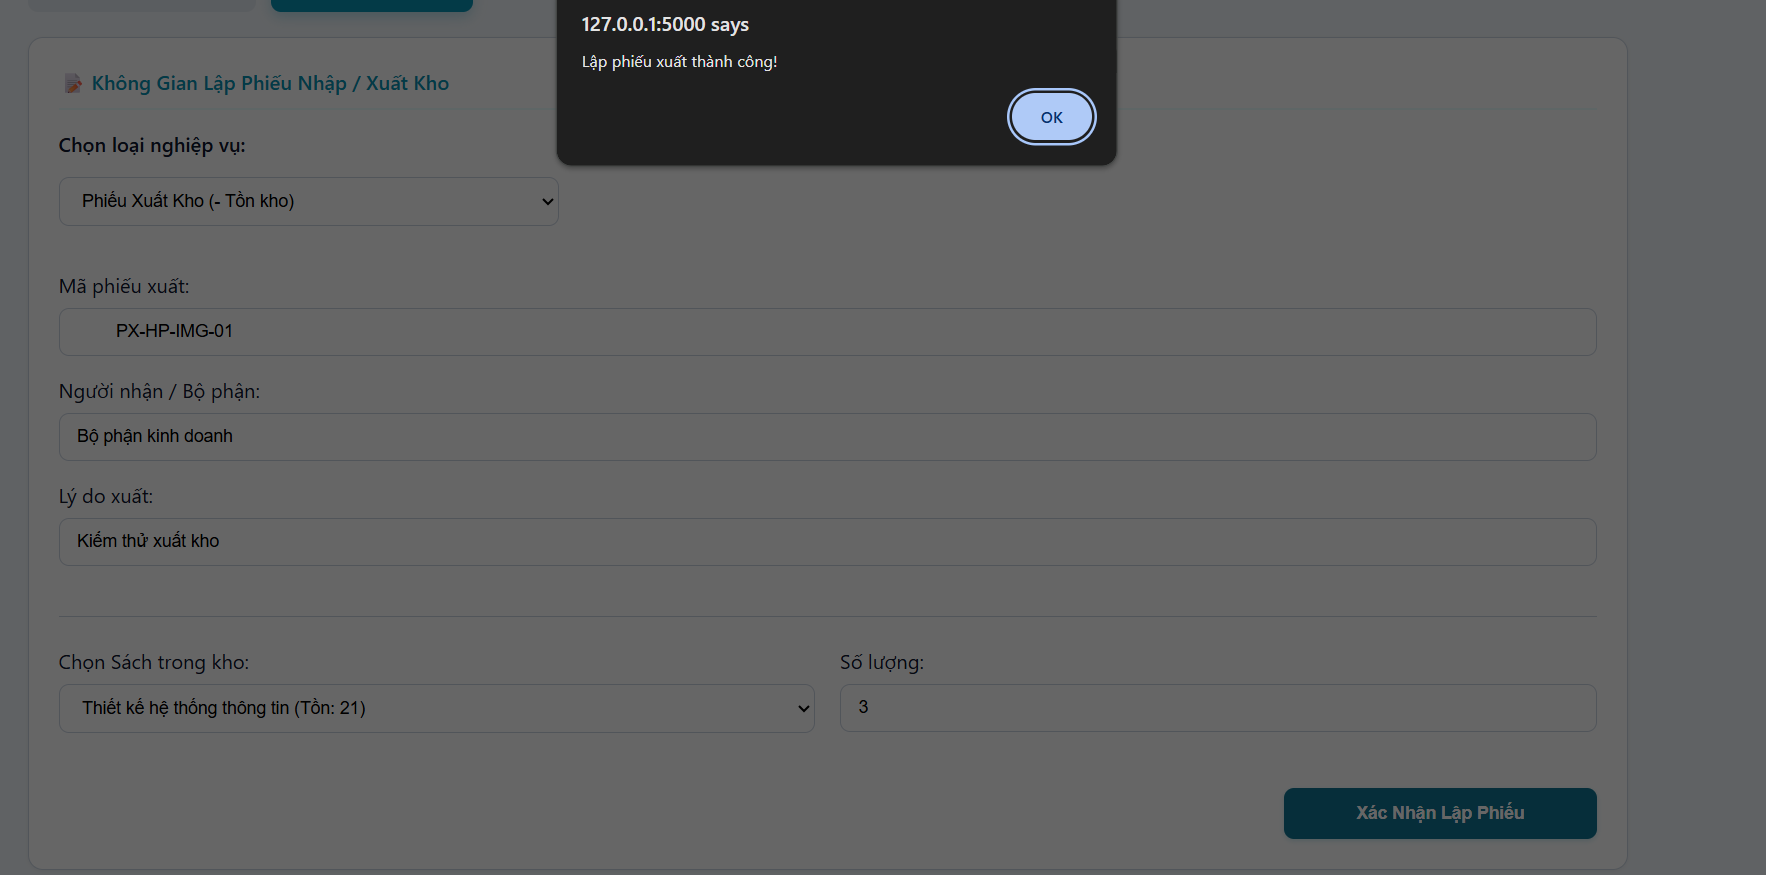 127.0.0.1:5000 says
Lập phiếu xuất thành công!
OK
Không Gian Lập Phiếu Nhập / Xuất Kho
Chọn loại nghiệp vụ:
Phiếu Xuất Kho (- Tồn kho)
Mã phiếu xuất:
PX-HP-IMG-01
Người nhận / Bộ phận:
Bộ phận kinh doanh
Lý do xuất:
Kiểm thử xuất kho
Chọn Sách trong kho:
Số lượng:
Thiết kế hệ thống thông tin (Tồn: 21)
3
Xác Nhận Lập Phiếu